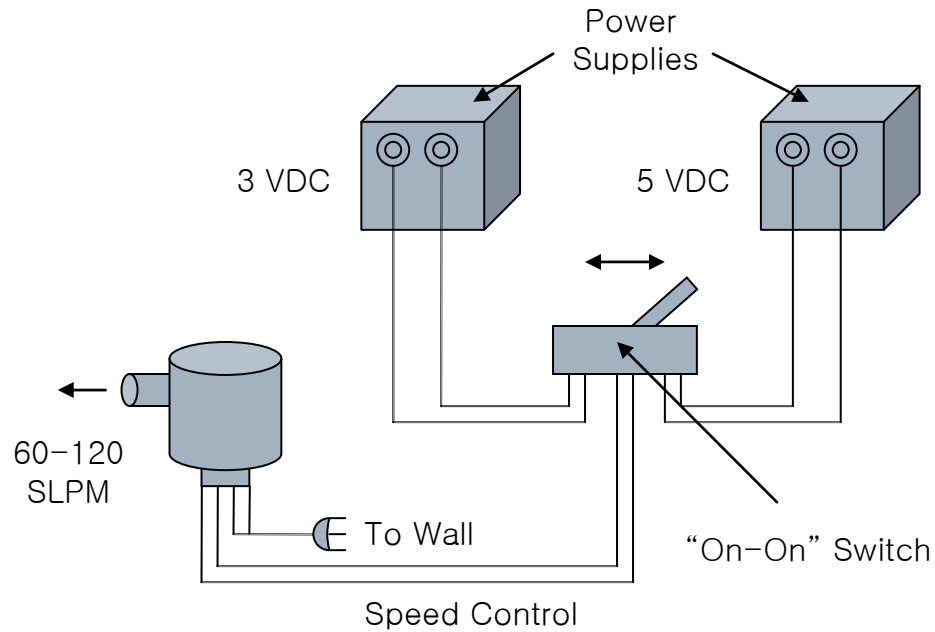 Power
Supplies
3 VDC
5 VDC
60-120
SLPM
To Wall
“On-On” Switch
Speed Control